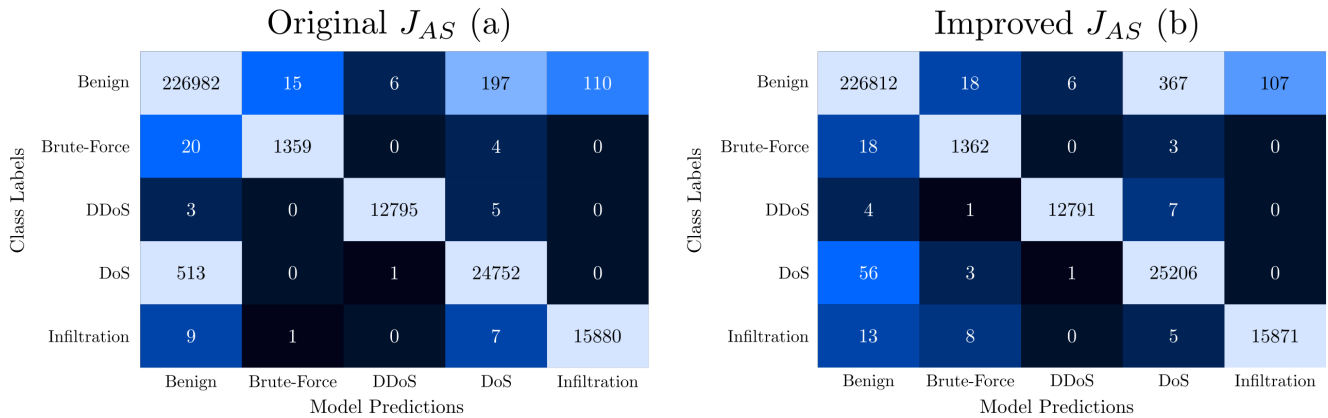 Original J_AS (a)
Class Labels
Benign 226982 15 6 197 110
Brute-Force 20 1359 0 4 0
DDoS 3 0 12795 5 0
DoS 513 0 1 24752 0
Infiltration 9 1 0 7 15880
Benign Brute-Force DDoS DoS Infiltration
Model Predictions
Improved J_AS (b)
Class Labels
Benign 226812 18 6 367 107
Brute-Force 18 1362 0 3 0
DDoS 4 1 12791 7 0
DoS 56 3 1 25206 0
Infiltration 13 8 0 5 15871
Benign Brute-Force DDoS DoS Infiltration
Model Predictions